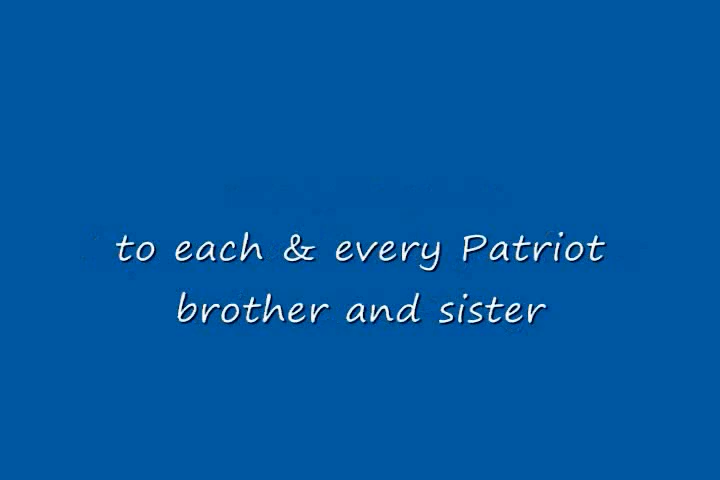 to each & every Patriot
brother and sister